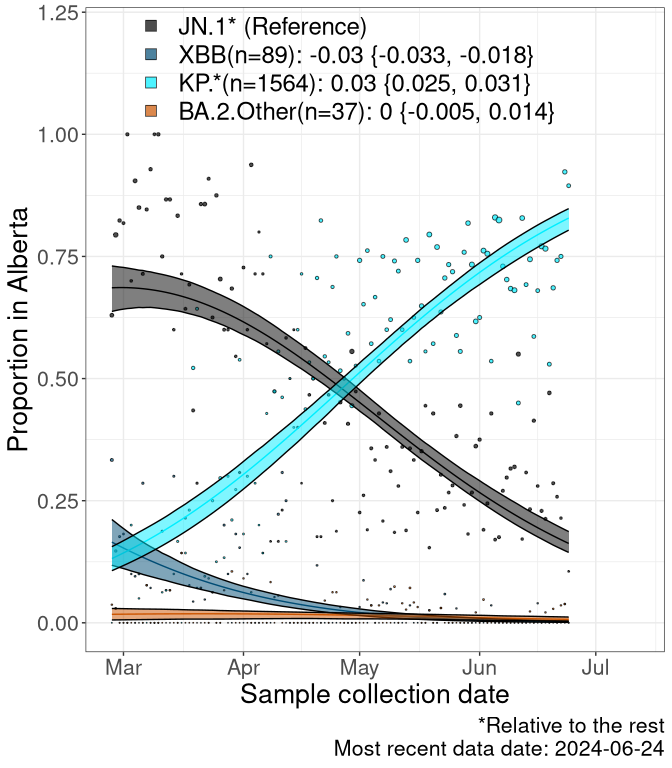 1.25
JN.1* (Reference)
XBB(n=89): -0.03 {-0.033, -0.018}
KP.*(n=1564): 0.03 {0.025, 0.031}
BA.2.Other(n=37): 0 {-0.005, 0.014}
1.00
0.75
0.50
0.25
0.00
Proportion in Alberta
Mar Apr May Jun Jul
Sample collection date
*Relative to the rest
Most recent data date: 2024-06-24